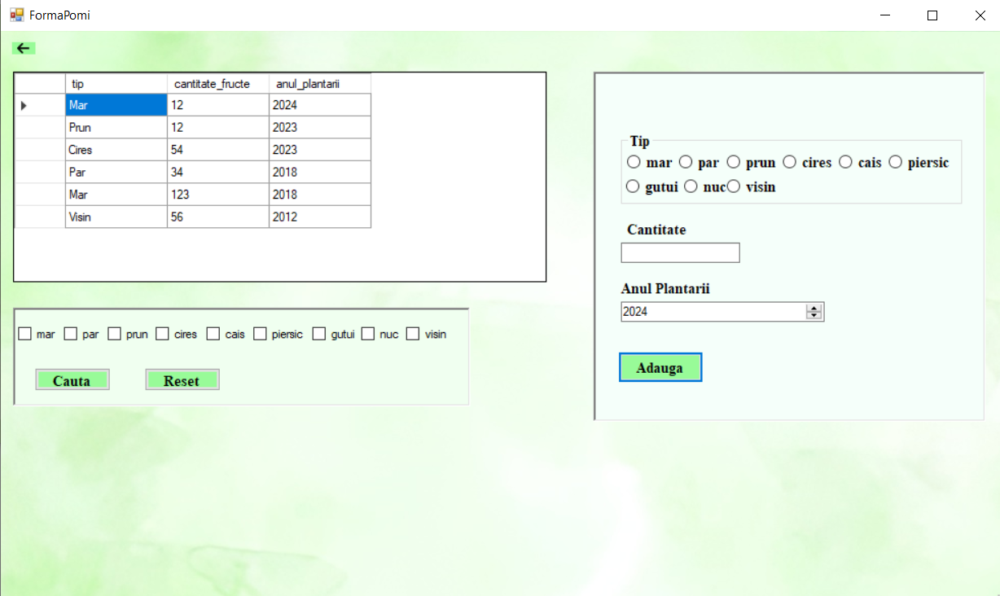 FormaPomi
tip cantitate_fructe anul_plantarii
Mar 12 2024
Prun 12 2023
Cires 54 2023
Par 34 2018
Mar 123 2018
Visin 56 2012
mar par prun cires cais piersic gutui nuc visin
Cauta Reset
Tip
mar par prun cires cais piersic
gutui nuc visin
Cantitate
Anul Plantarii
2024
Adauga